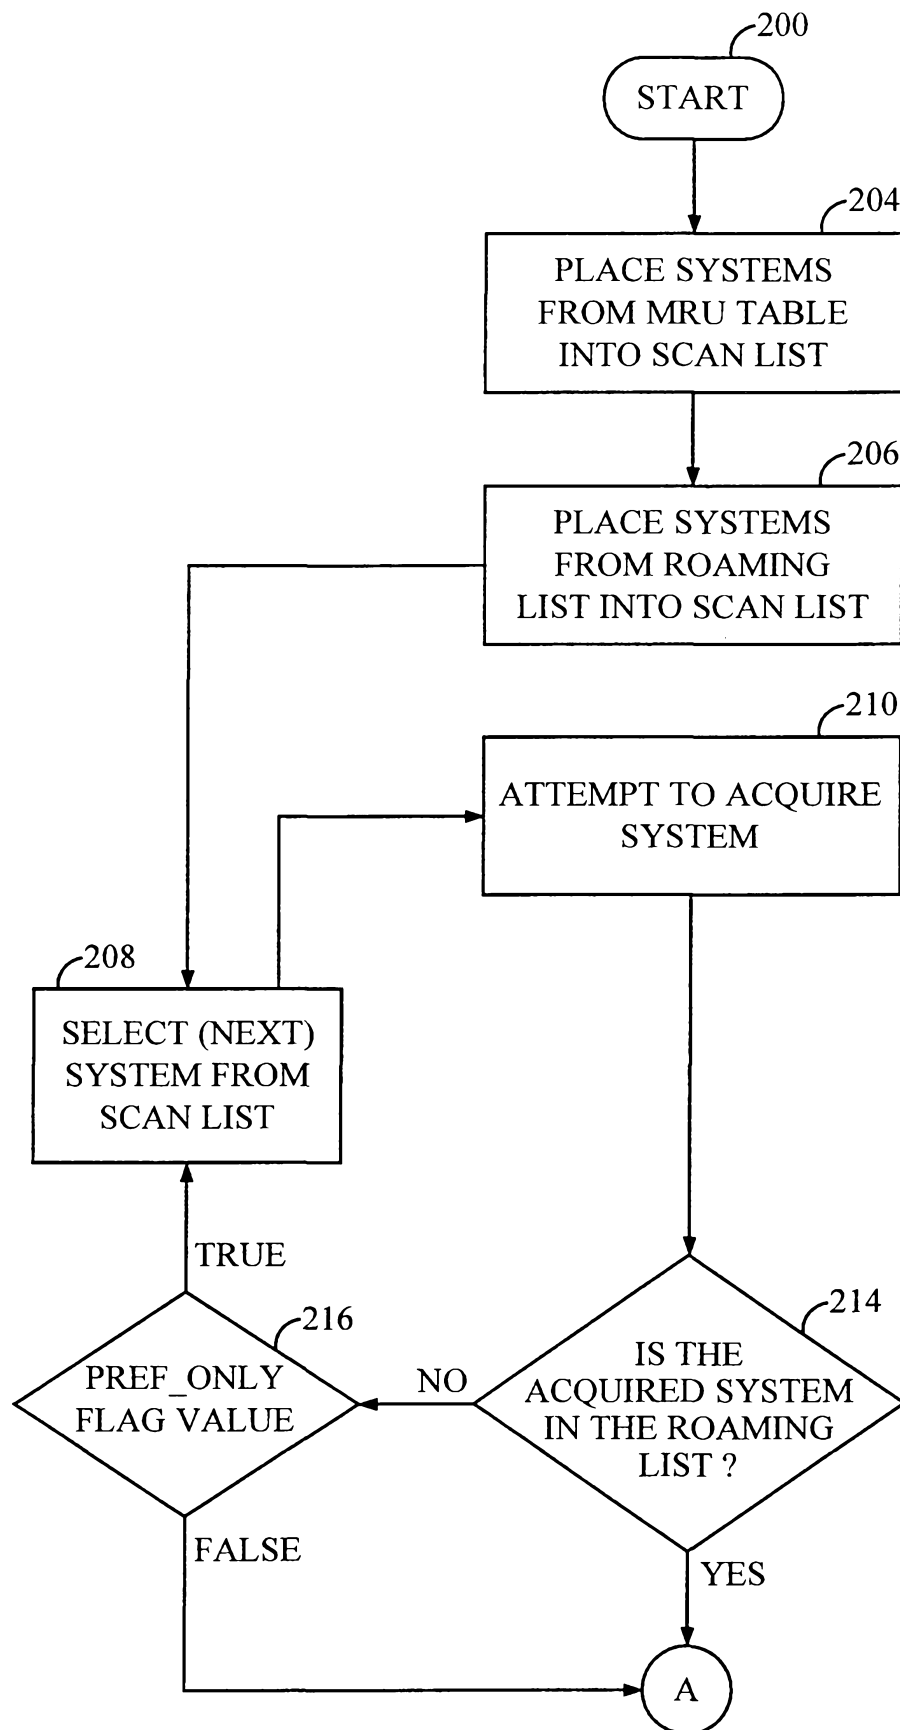 200
START
204
PLACE SYSTEMS
FROM MRU TABLE
INTO SCAN LIST
206
PLACE SYSTEMS
FROM ROAMING
LIST INTO SCAN LIST
210
ATTEMPT TO ACQUIRE
SYSTEM
208
SELECT (NEXT)
SYSTEM FROM
SCAN LIST
TRUE
216
PREF_ONLY
FLAG VALUE
NO
214
IS THE
ACQUIRED SYSTEM
IN THE ROAMING
LIST ?
FALSE
YES
A